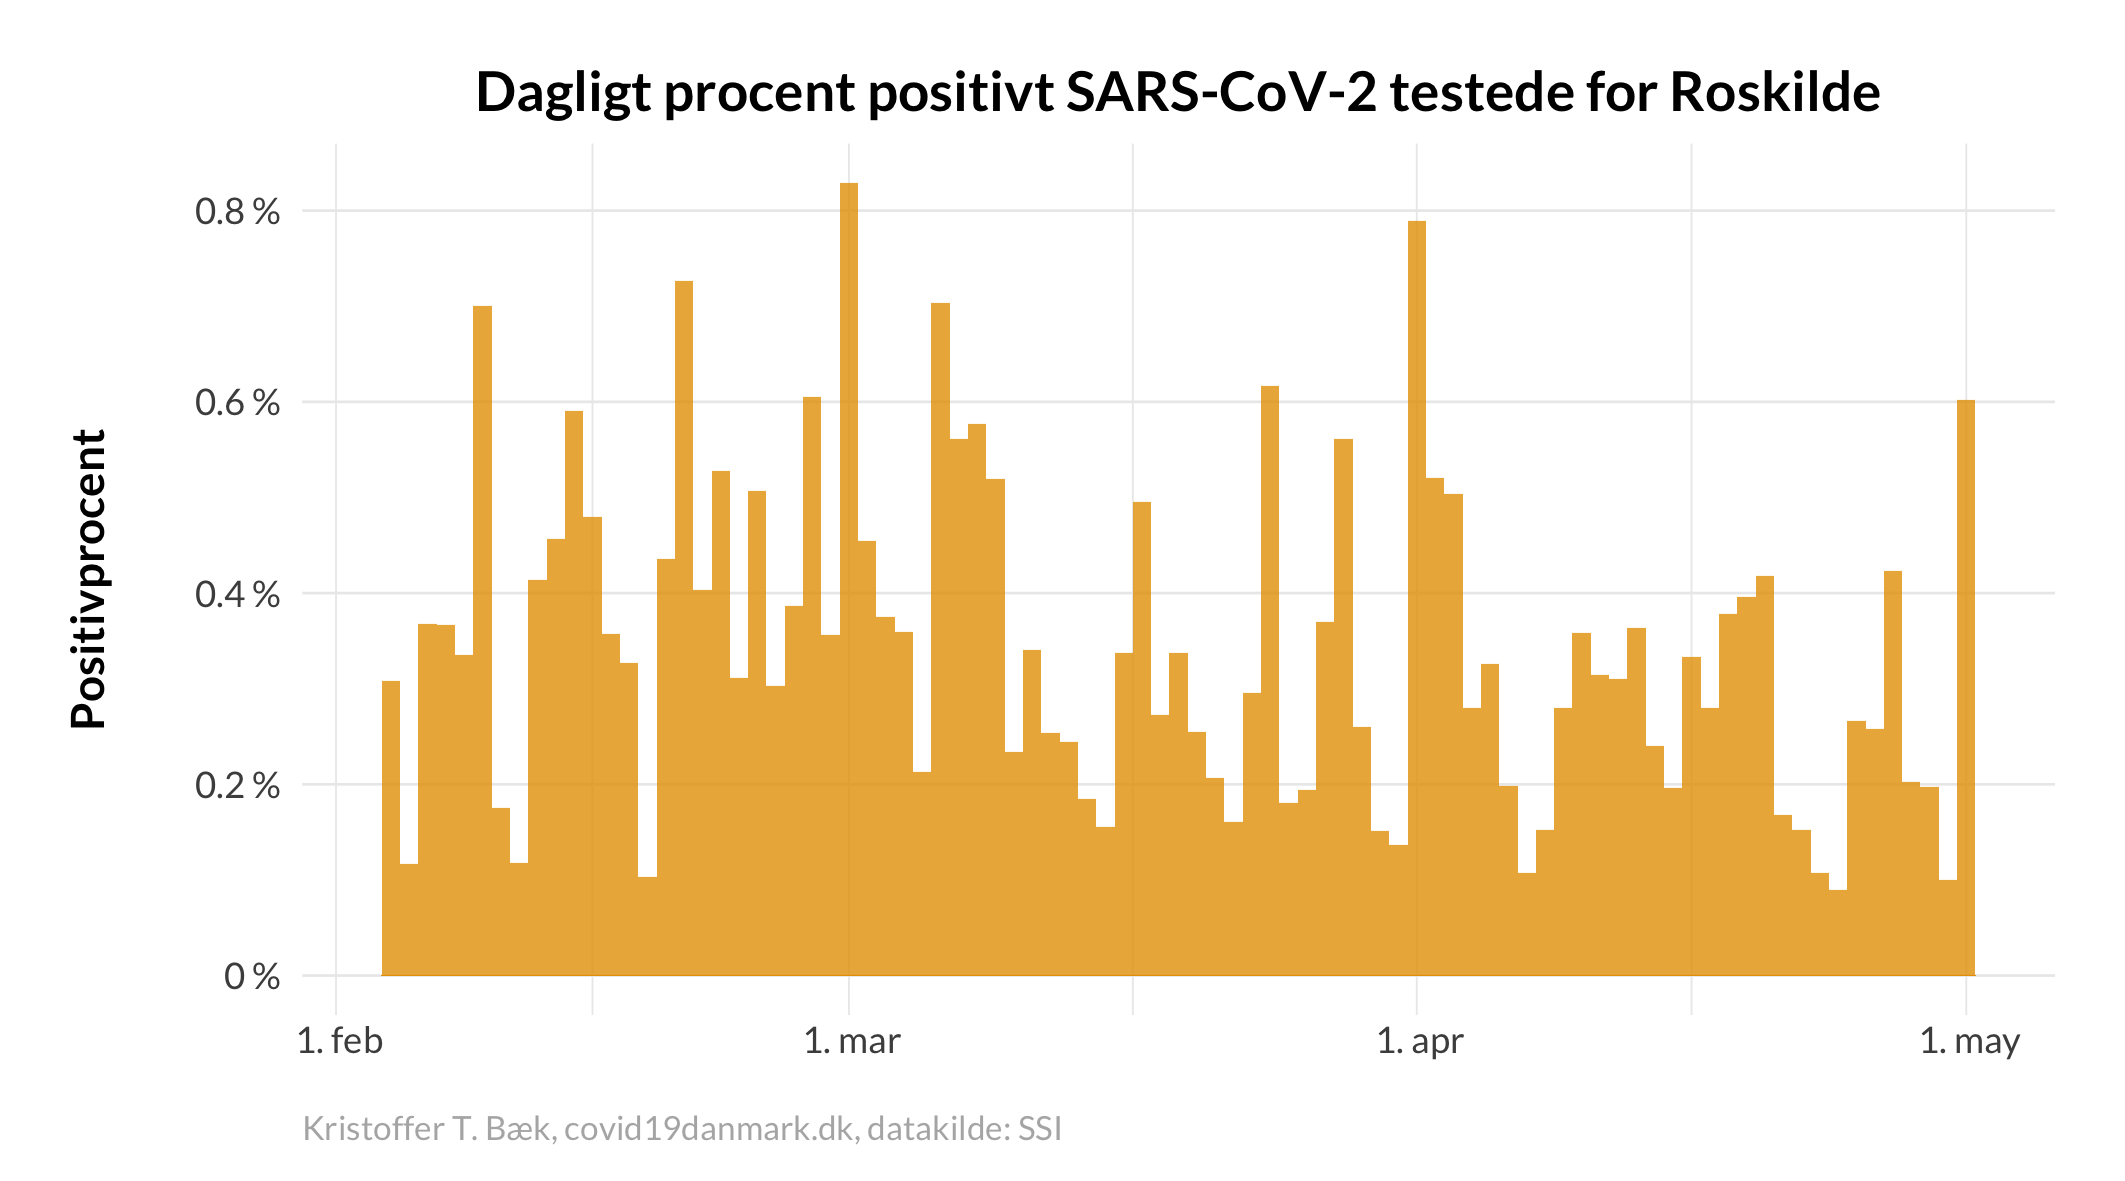 Dagligt procent positivt SARS-CoV-2 testede for Roskilde
Positivprocent
0.8 %
0.6 %
0.4 %
0.2 %
0 %
1. feb
1. mar
1. apr
1. may
Kristoffer T. Bæk, covid19danmark.dk, datakilde: SSI